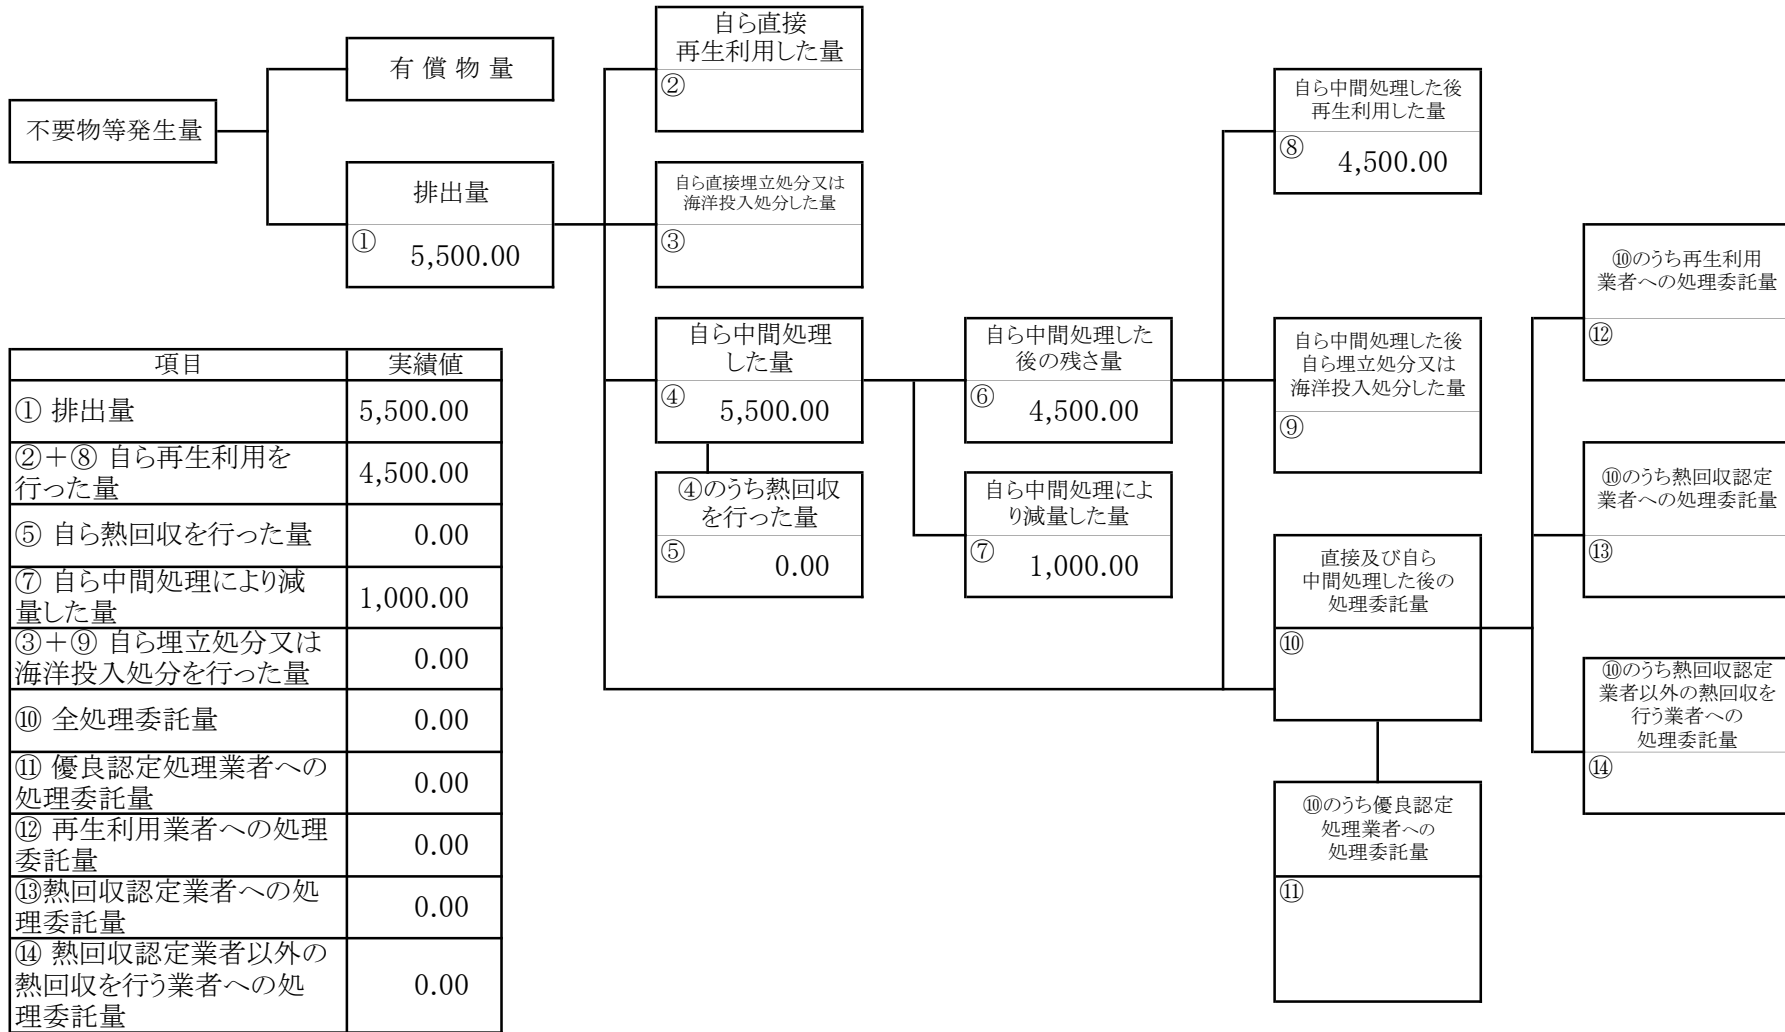 不要物等発生量
有償物量
排出量
①
5,500.00
自ら直接
再生利用した量
②
自ら直接埋立処分又は
海洋投入処分した量
③
自ら中間処理
した量
④
5,500.00
④のうち熱回収
を行った量
⑤
0.00
自ら中間処理した
後の残さ量
⑥
4,500.00
自ら中間処理によ
り減量した量
⑦
1,000.00
自ら中間処理した後
再生利用した量
⑧
4,500.00
自ら中間処理した後
自ら埋立処分又は
海洋投入処分した量
⑨
直接及び自ら
中間処理した後の
処理委託量
⑩
⑩のうち優良認定
処理業者への
処理委託量
⑪
⑩のうち再生利用
業者への処理委託量
⑫
⑩のうち熱回収認定
業者への処理委託量
⑬
⑩のうち熱回収認定
業者以外の熱回収を
行う業者への
処理委託量
⑭
項目 実績値
① 排出量 5,500.00
②+⑧ 自ら再生利用を
行った量 4,500.00
⑤ 自ら熱回収を行った量 0.00
⑦ 自ら中間処理により減
量した量 1,000.00
③+⑨ 自ら埋立処分又は
海洋投入処分を行った量 0.00
⑩ 全処理委託量 0.00
⑪ 優良認定処理業者への
処理委託量 0.00
⑫ 再生利用業者への処理
委託量 0.00
⑬熱回収認定業者への処
理委託量 0.00
⑭ 熱回収認定業者以外の
熱回収を行う業者への処
理委託量 0.00